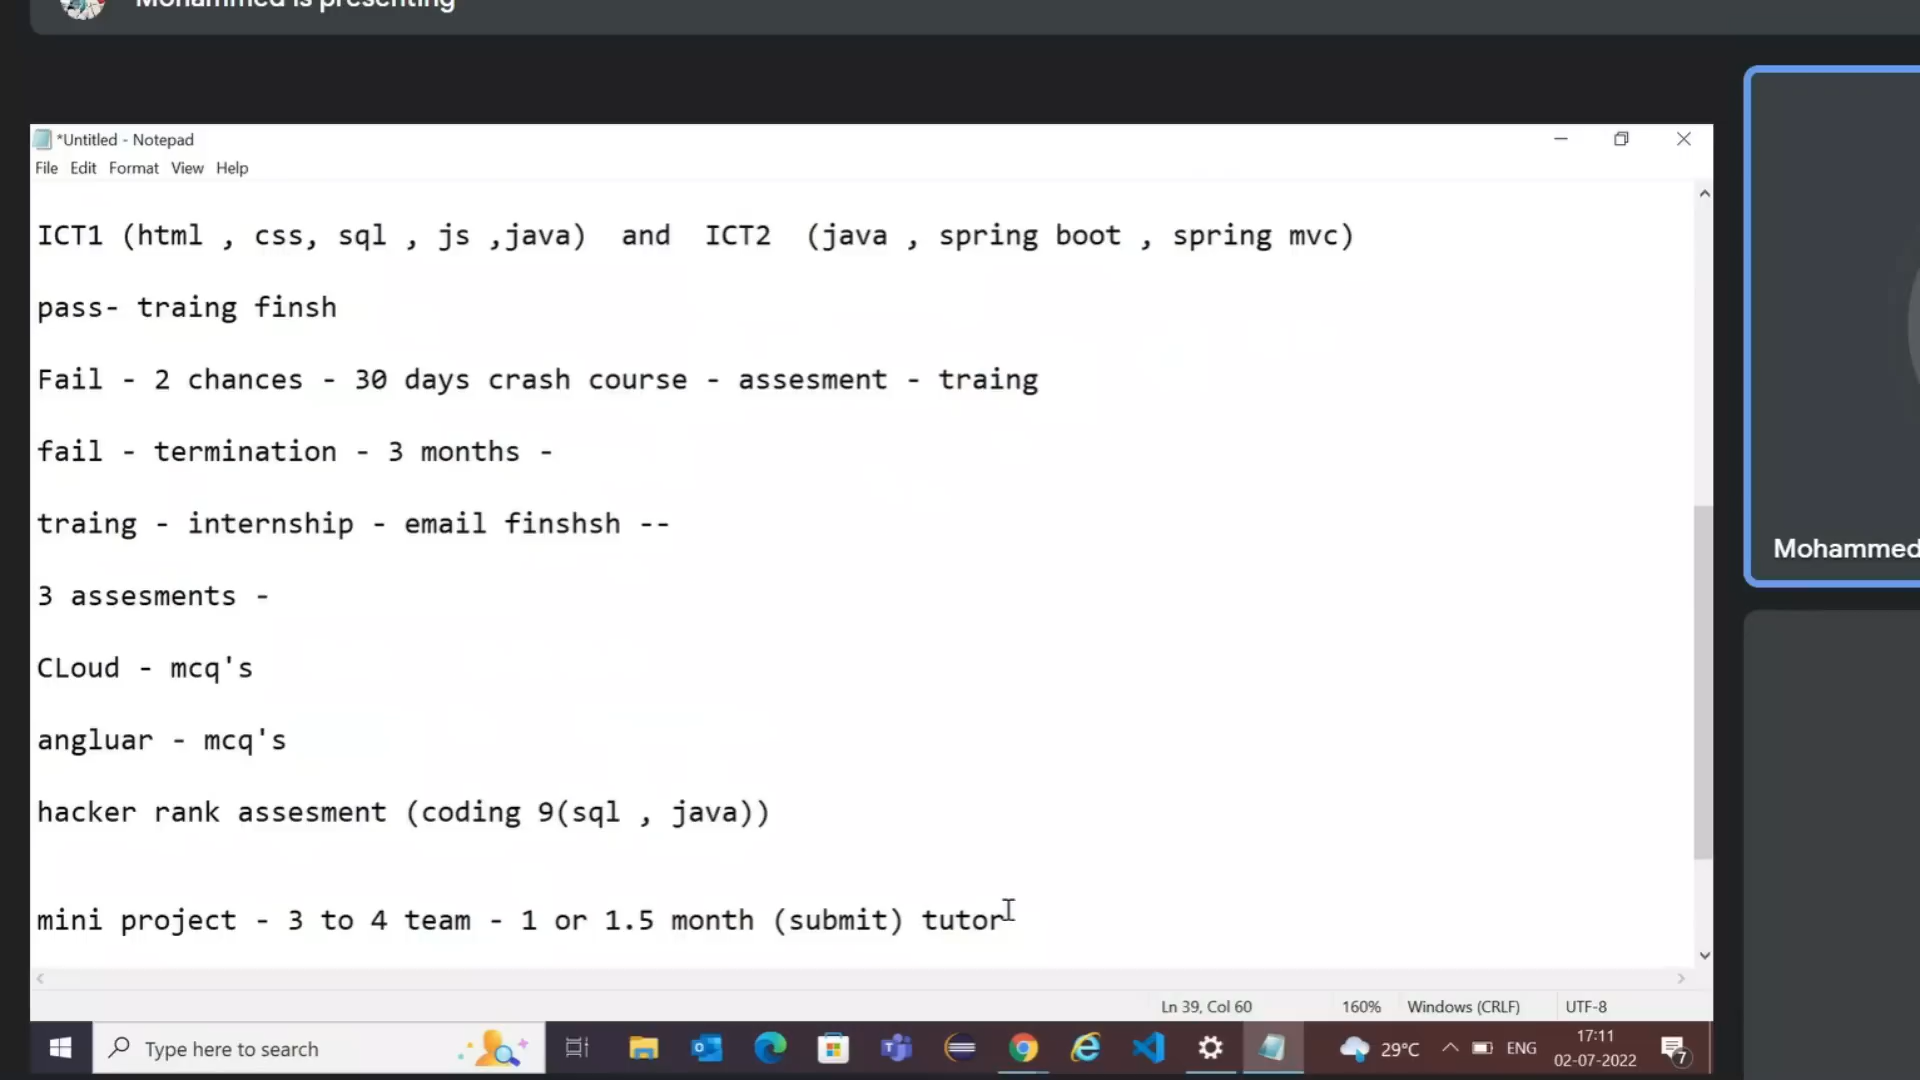 Mohammed is presenting
*Untitled - Notepad
File Edit Format View Help
ICT1 (html , css, sql , js ,java)  and  ICT2  (java , spring boot , spring mvc)
pass- traing finsh
Fail - 2 chances - 30 days crash course - assesment - traing
fail - termination - 3 months -
traing - internship - email finshsh --
3 assesments -
CLoud - mcq's
angluar - mcq's
hacker rank assesment (coding 9(sql , java))
mini project - 3 to 4 team - 1 or 1.5 month (submit) tutor
Mohammed
Ln 39, Col 60 160% Windows (CRLF) UTF-8
Type here to search 29°C ENG 17:11
02-07-2022 7